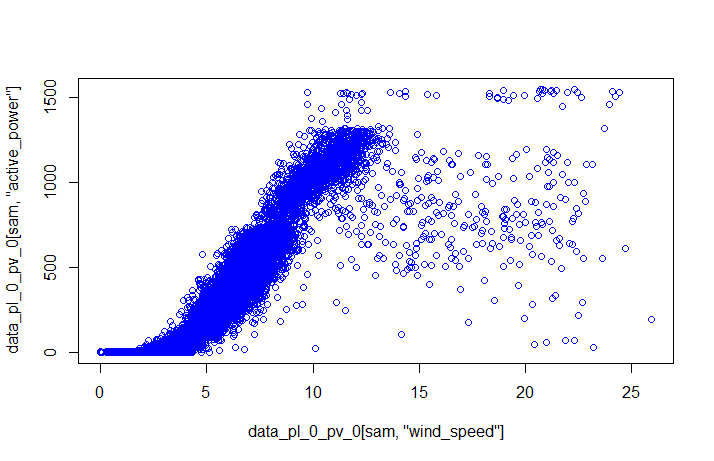 data_pl_0_pv_0[sam, "active_power"]
1500
1000
500
0
0 5 10 15 20 25
data_pl_0_pv_0[sam, "wind_speed"]